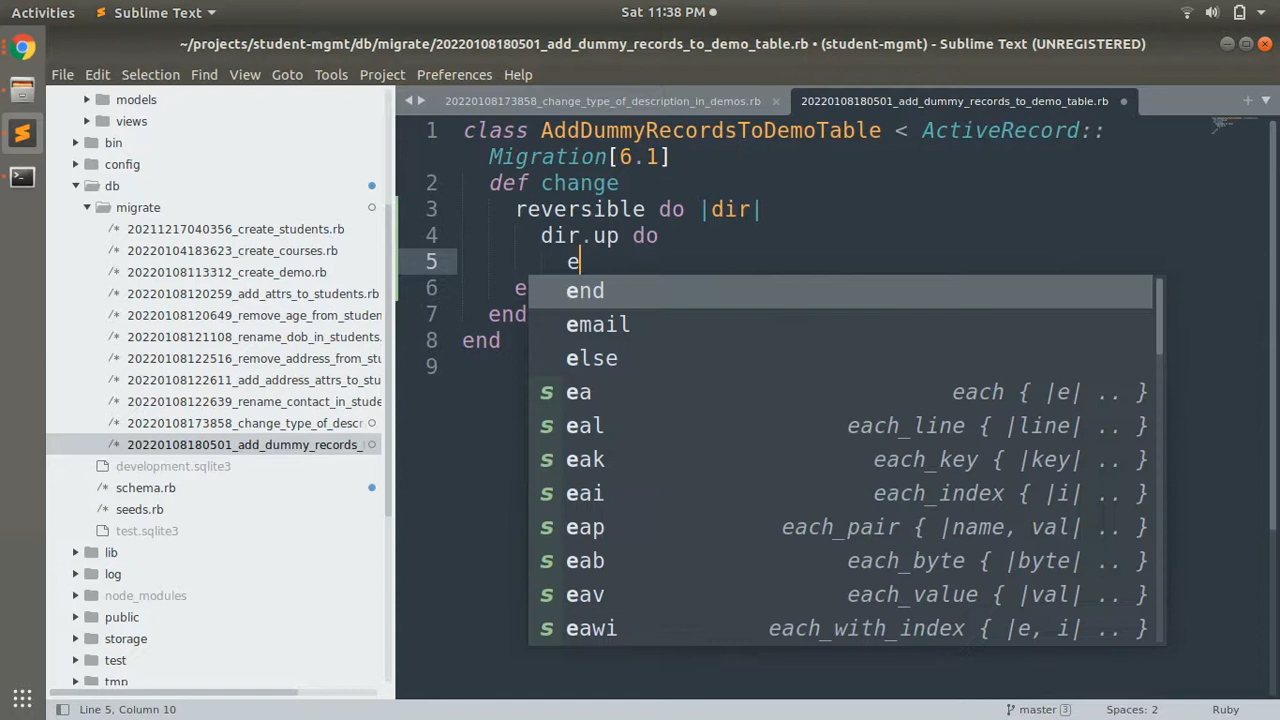 Activities Sublime Text Sat 11:38 PM
~/projects/student-mgmt/db/migrate/20220108180501_add_dummy_records_to_demo_table.rb • (student-mgmt) - Sublime Text (UNREGISTERED)
File Edit Selection Find View Goto Tools Project Preferences Help
20220108173858_change_type_of_description_in_demos.rb 20220108180501_add_dummy_records_to_demo_table.rb
models
views
bin
config
db
migrate
/* 20211217040356_create_students.rb
/* 20220104183623_create_courses.rb
/* 20220108113312_create_demo.rb
/* 20220108120259_add_attrs_to_students.rb
/* 20220108120649_remove_age_from_student
/* 20220108121108_rename_dob_in_students.
/* 20220108122516_remove_address_from_stu
/* 20220108122611_add_address_attrs_to_stu
/* 20220108122639_rename_contact_in_stude
/* 20220108173858_change_type_of_descr
/* 20220108180501_add_dummy_records_
development.sqlite3
/* schema.rb
/* seeds.rb
test.sqlite3
lib
log
node_modules
public
storage
test
tmp
1 class AddDummyRecordsToDemoTable < ActiveRecord::
Migration[6.1]
2 def change
3 reversible do |dir|
4 dir.up do
5 e
6 e
7 end
8 end
9
end
email
else
s ea each { |e| .. }
s eal each_line { |line| .. }
s eak each_key { |key| .. }
s eai each_index { |i| .. }
s eap each_pair { |name, val| .. }
s eab each_byte { |byte| .. }
s eav each_value { |val| .. }
s eawi each_with_index { |e, i| .. }
Line 5, Column 10 master 3 Spaces: 2 Ruby